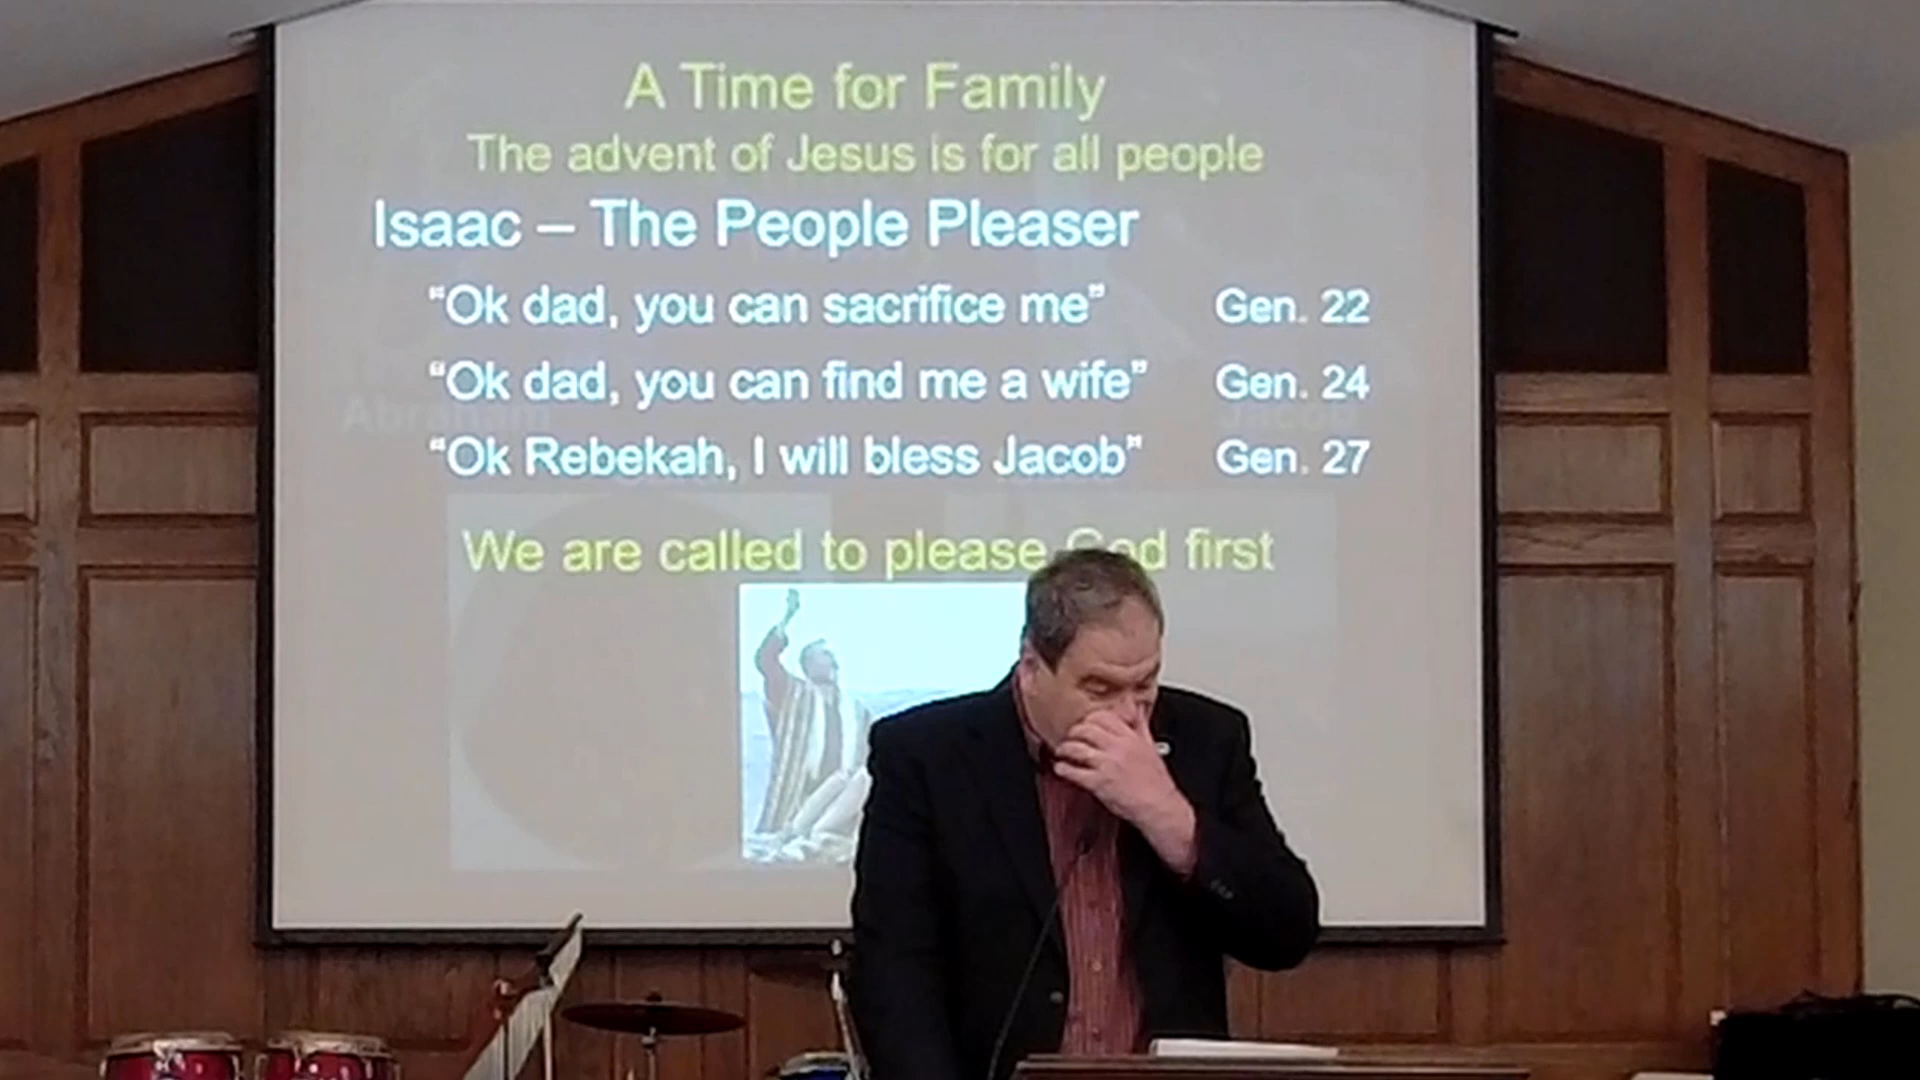 A Time for Family
The advent of Jesus is for all people
Isaac – The People Pleaser
“Ok dad, you can sacrifice me” Gen. 22
“Ok dad, you can find me a wife” Gen. 24
Abraham Jacob
“Ok Rebekah, I will bless Jacob” Gen. 27
We are called to please God first